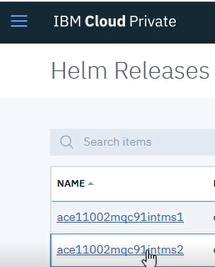 IBM Cloud Private
Helm Releases
Search items
NAME
ace11002mqc91intms1
ace11002mqc91intms2